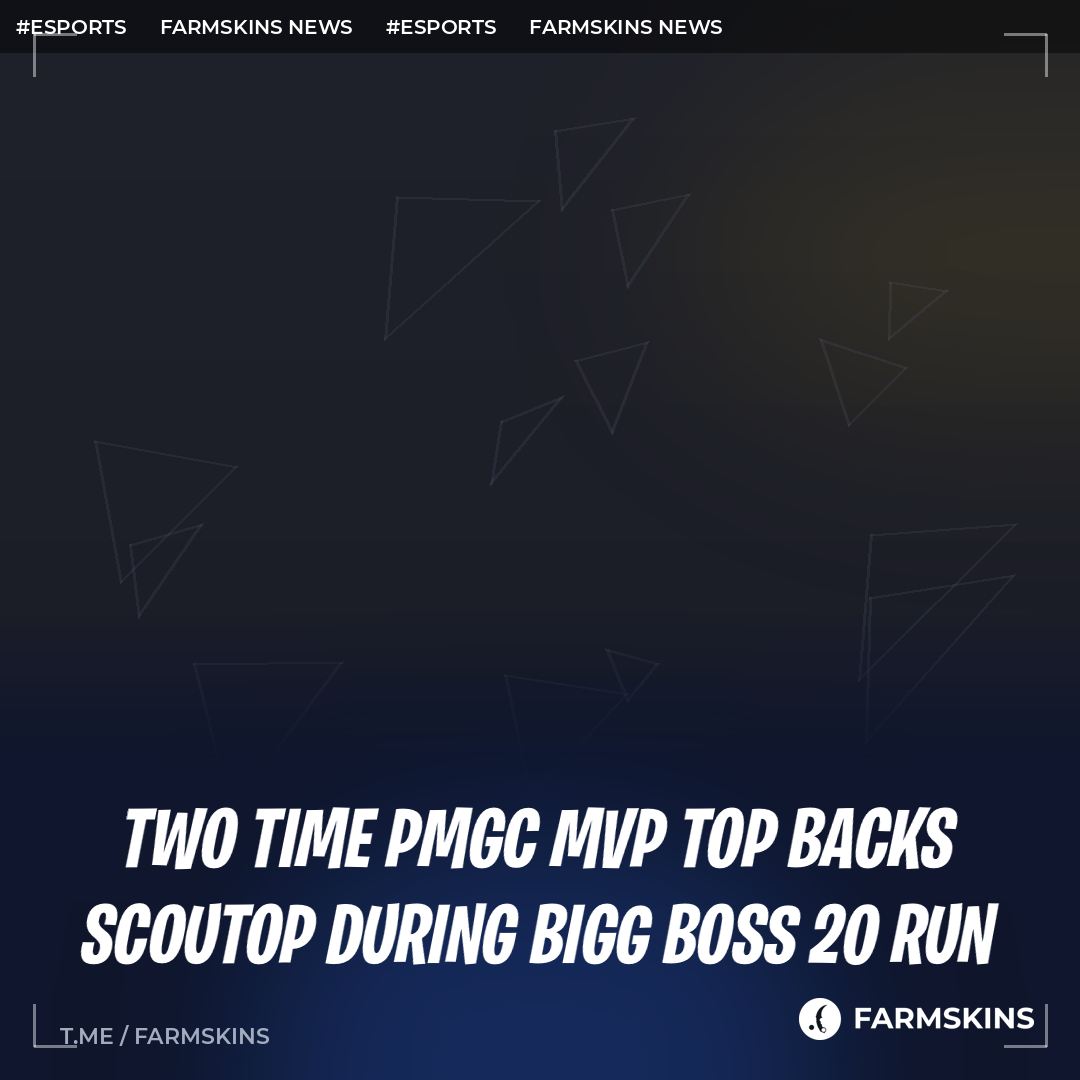 #ESPORTS FARMSKINS NEWS #ESPORTS FARMSKINS NEWS
TWO TIME PMGC MVP TOP BACKS
SCOUTOP DURING BIGG BOSS 20 RUN
T.ME / FARMSKINS
FARMSKINS